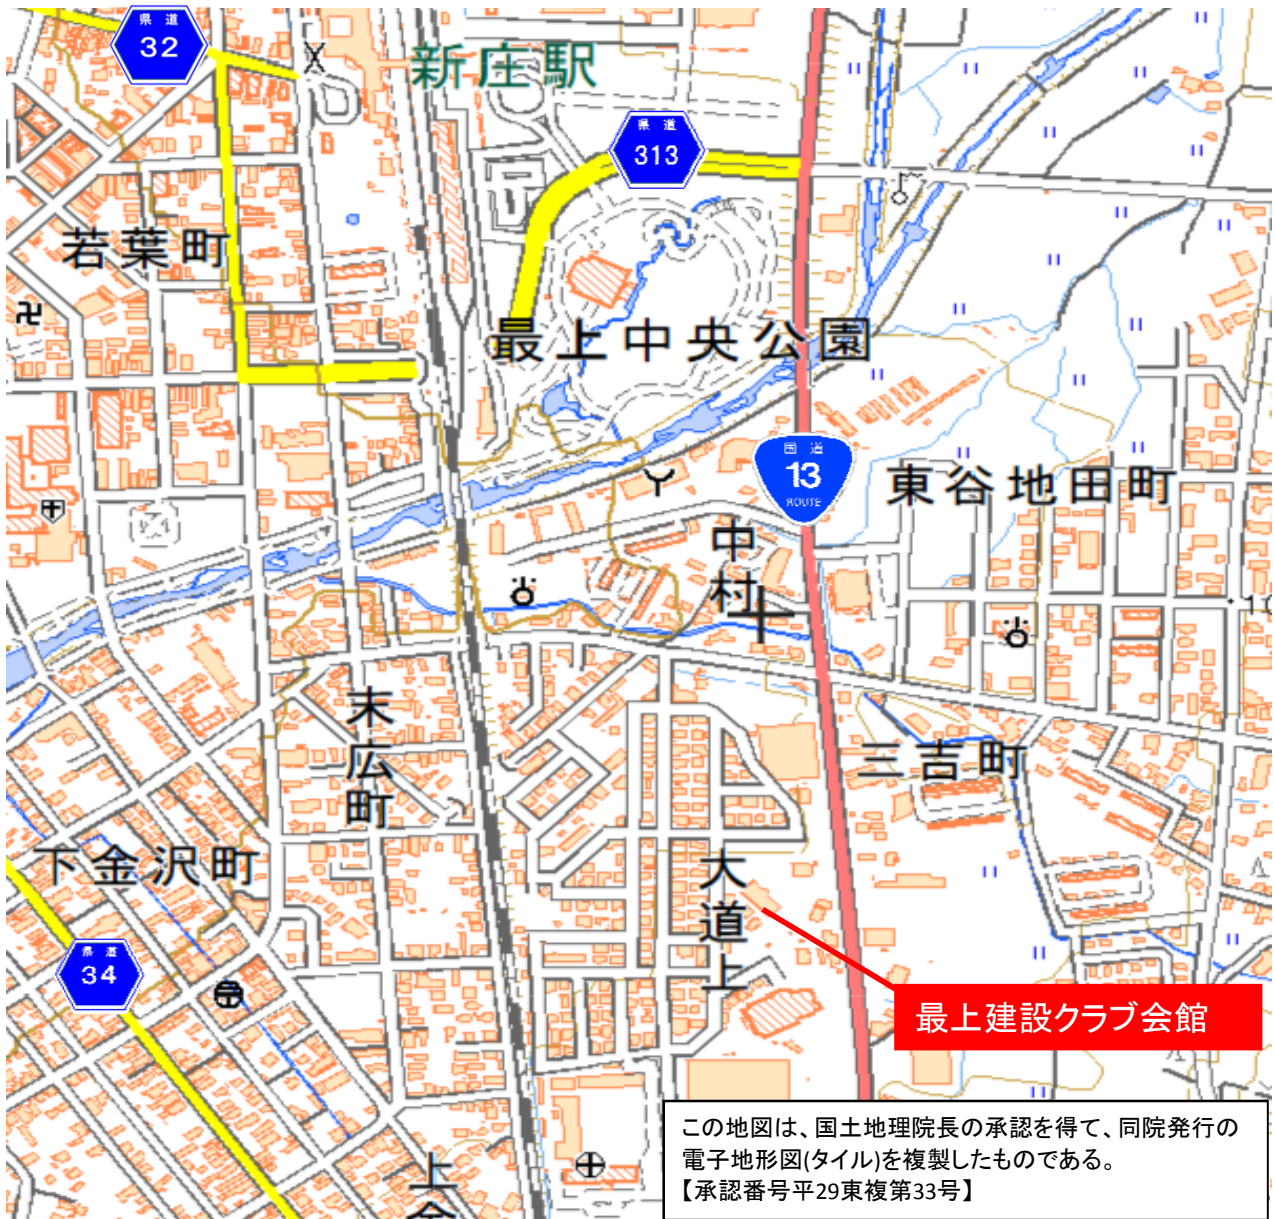 県道
32
新庄駅
県道
313
若葉町
最上中央公園
国道
13
ROUTE
東谷地田町
中村
末広町
三吉町
下金沢町
大道上
県道
34
最上建設クラブ会館
上
この地図は、国土地理院長の承認を得て、同院発行の
電子地形図(タイル)を複製したものである。
【承認番号平29東複第33号】